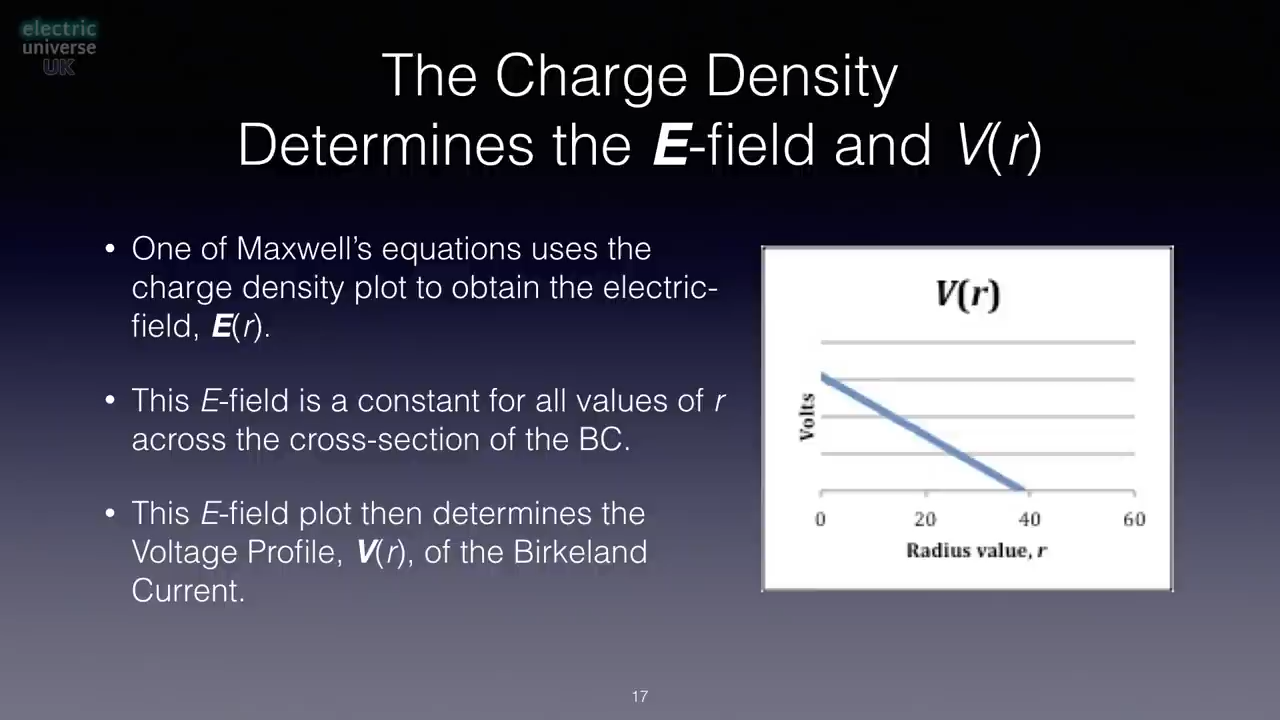 electric
universe
UK
The Charge Density
Determines the E-field and V(r)
• One of Maxwell's equations uses the
charge density plot to obtain the electric-
field, E(r).
• This E-field is a constant for all values of r
across the cross-section of the BC.
• This E-field plot then determines the
Voltage Profile, V(r), of the Birkeland
Current.
V(r)
Volts
0 20 40 60
Radius value, r
17